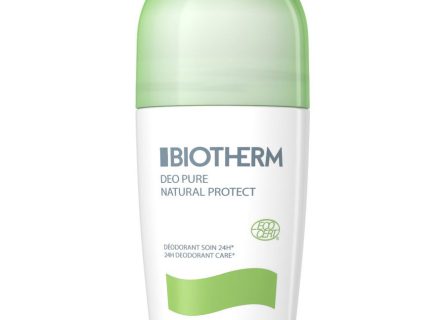 BIOTHERM
DEO PURE
NATURAL PROTECT
ECO
CERT
DÉODORANT SOIN 24H*
24H DEODORANT CARE*